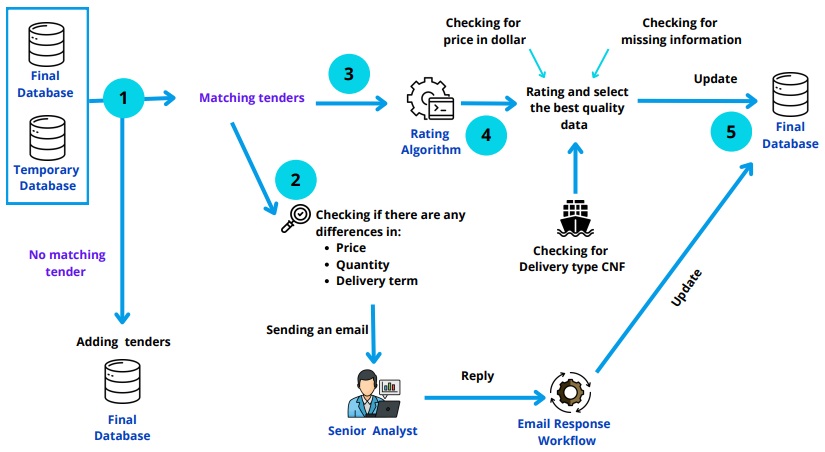 Final
Database
Temporary
Database
1
Matching tenders
3
Rating
Algorithm
4
Checking for
price in dollar
Checking for
missing information
Rating and select
the best quality
data
Update
5
Final
Database
2
Checking if there are any
differences in:
• Price
• Quantity
• Delivery term
Checking for
Delivery type CNF
No matching
tender
Adding tenders
Final
Database
Sending an email
Senior Analyst
Reply
Email Response
Workflow
Update